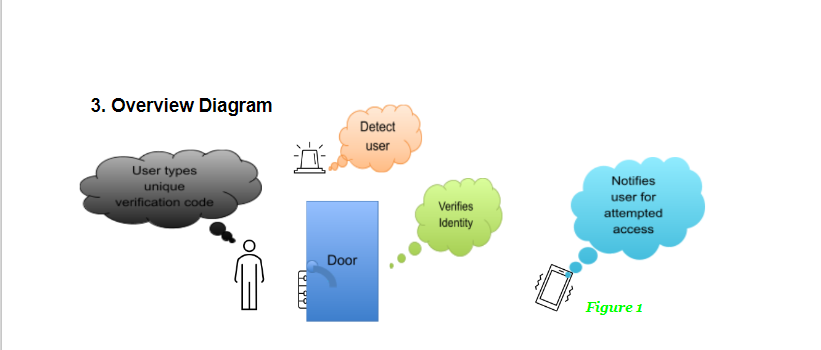 3. Overview Diagram
Detect
user
User types
unique
verification code
Verifies
Identity
Door
Notifies
user for
attempted
access
Figure 1